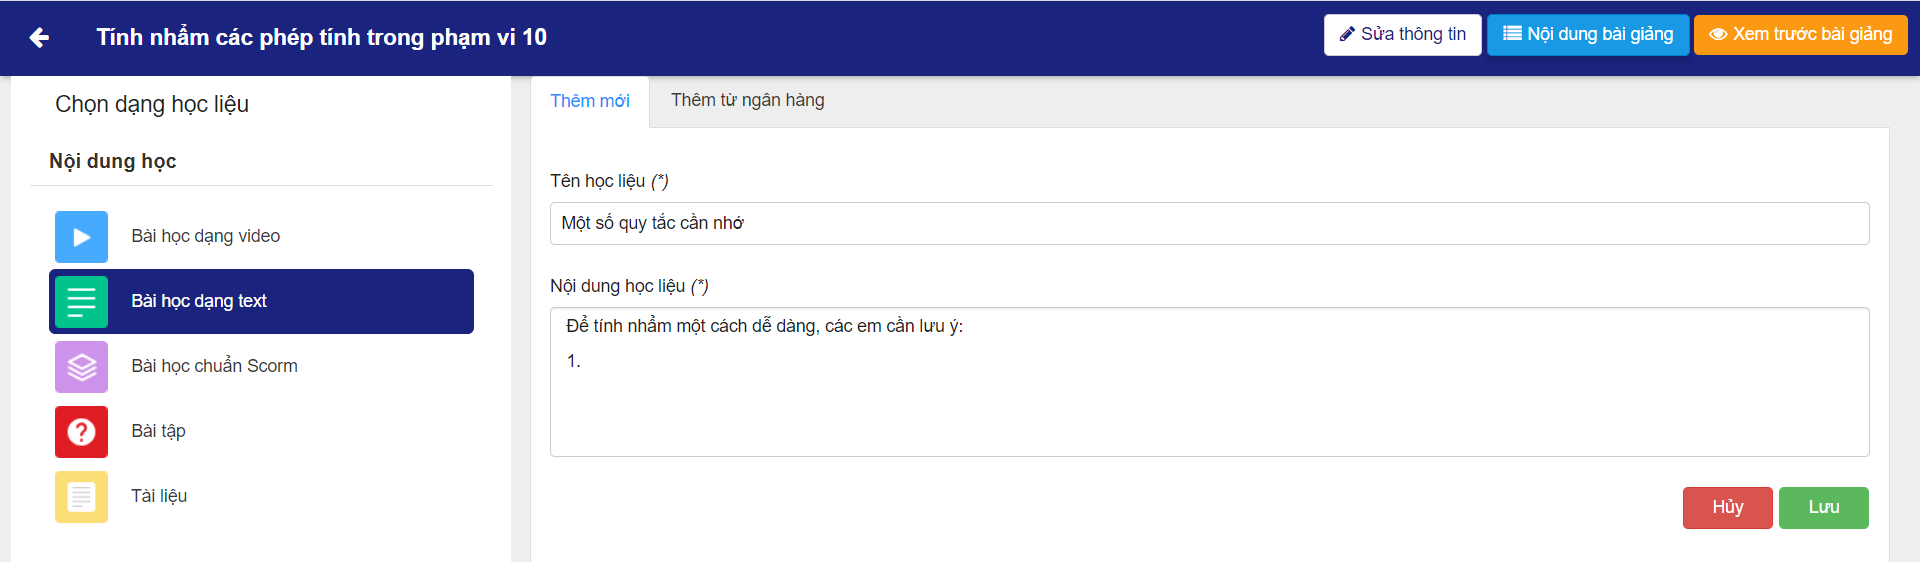 Tính nhẩm các phép tính trong phạm vi 10
Sửa thông tin
Nội dung bài giảng
Xem trước bài giảng
Chọn dạng học liệu
Nội dung học
Bài học dạng video
Bài học dạng text
Bài học chuẩn Scorm
Bài tập
Tài liệu
Thêm mới
Thêm từ ngân hàng
Tên học liệu (*)
Một số quy tắc cần nhớ
Nội dung học liệu (*)
Để tính nhẩm một cách dễ dàng, các em cần lưu ý:
1.
Hủy
Lưu